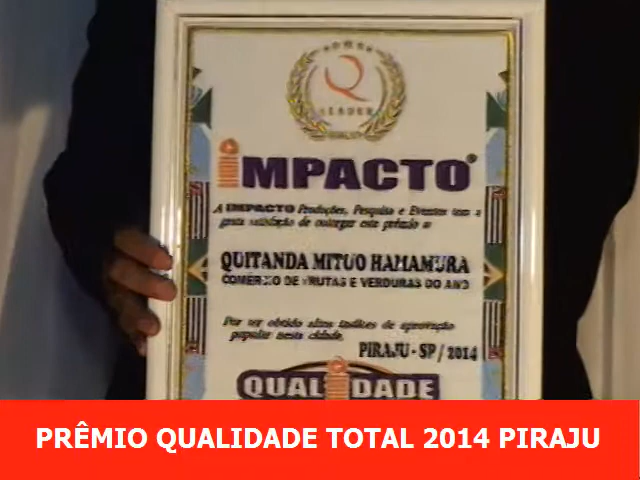 POWER
Q
LEADER
IMPACTO®
A IMPACTO Produções, Pesquisa e Eventos tem a
grata satisfação de outorgar este prêmio a
QUITANDA MITUO HAMAMURA
COMÉRCIO DE FRUTAS E VERDURAS DO ANO
Por ter obtido altos índices de aprovação
popular nesta cidade.
PIRAJU - SP / 2014
QUALIDADE
PRÊMIO QUALIDADE TOTAL 2014 PIRAJU